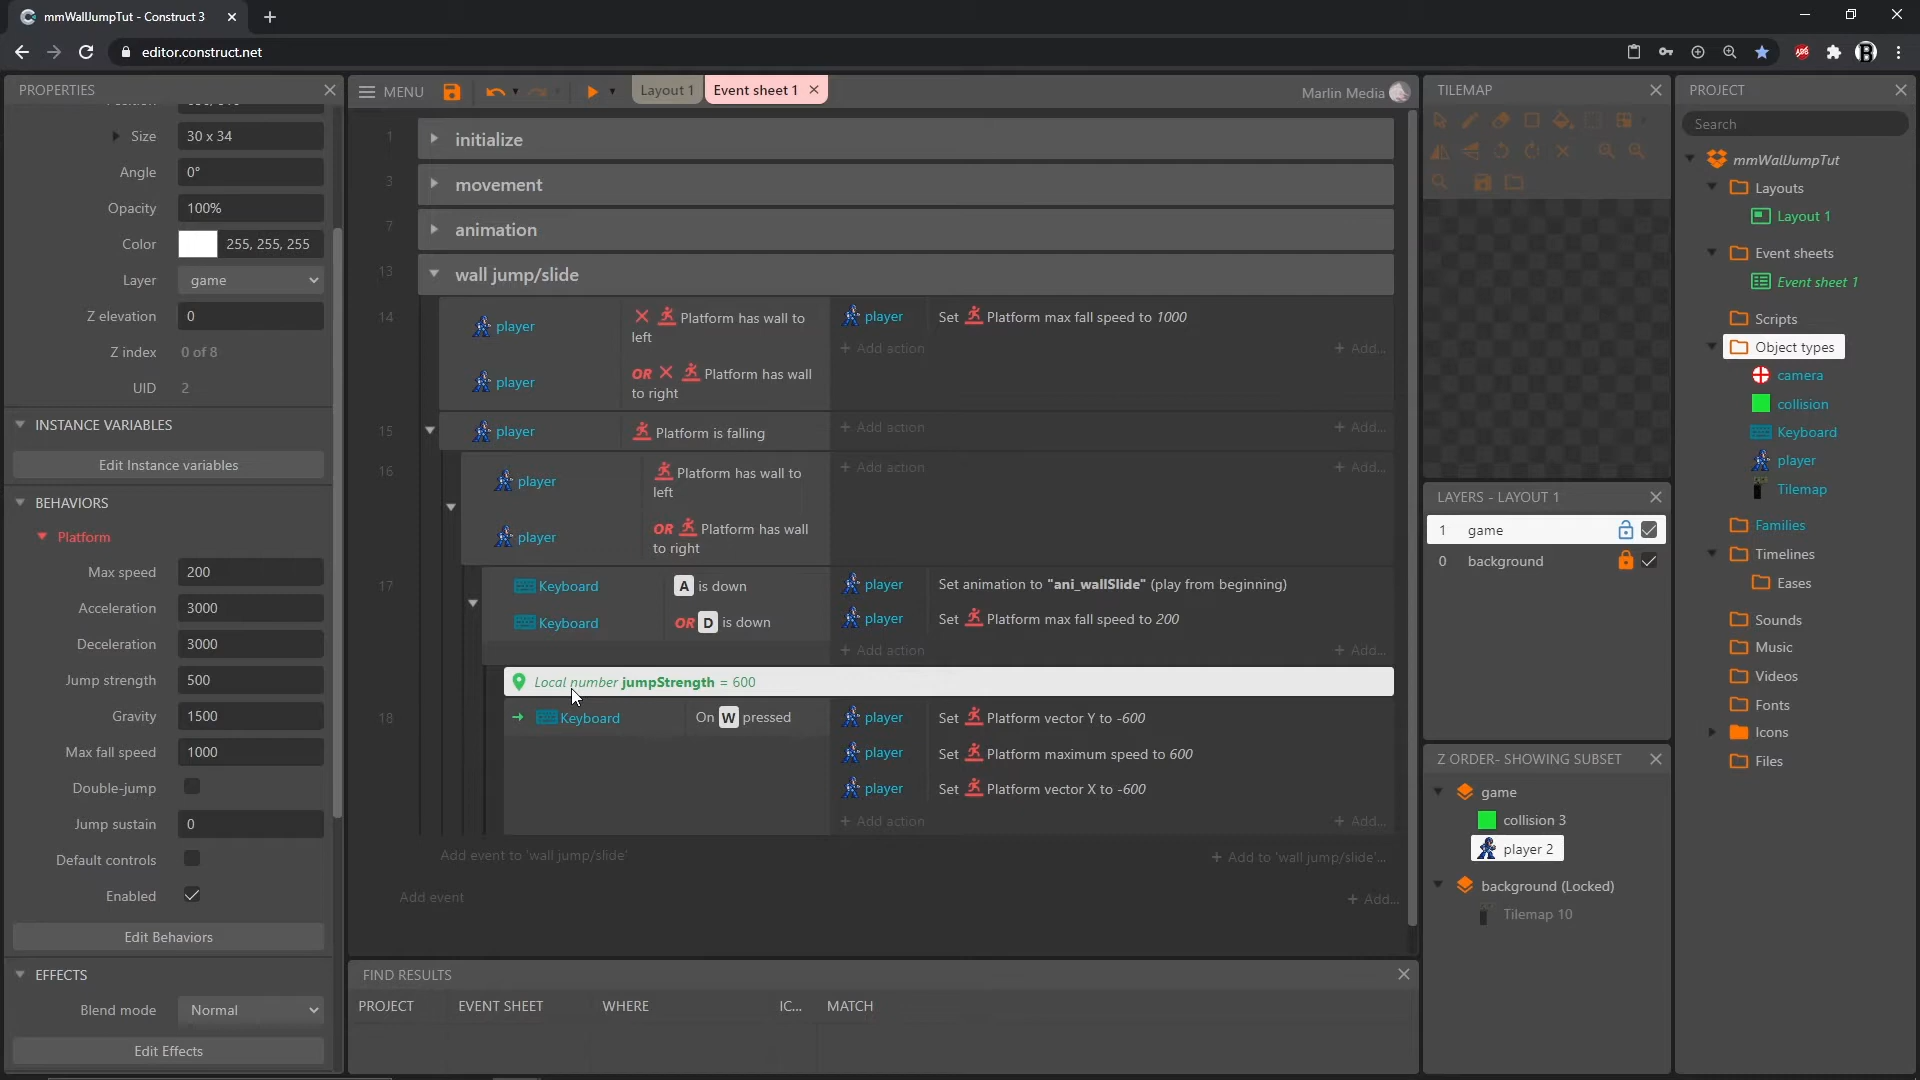 mmWallJumpTut - Construct 3
editor.construct.net
PROPERTIES
Size 30 x 34
Angle 0°
Opacity 100%
Color 255, 255, 255
Layer game
Z elevation 0
Z index 0 of 8
UID 2
INSTANCE VARIABLES
Edit Instance variables
BEHAVIORS
Platform
Max speed 200
Acceleration 3000
Deceleration 3000
Jump strength 500
Gravity 1500
Max fall speed 1000
Double-jump
Jump sustain 0
Default controls
Enabled
Edit Behaviors
EFFECTS
Blend mode Normal
Edit Effects
MENU
Layout 1
Event sheet 1
Marlin Media
1 initialize
3 movement
7 animation
13 wall jump/slide
14 player Platform has wall to left
player Set Platform max fall speed to 1000
+ Add action + Add...
player OR Platform has wall to right
15 player Platform is falling
+ Add action + Add...
16 player Platform has wall to left
+ Add action + Add...
player OR Platform has wall to right
17 Keyboard A is down
player Set animation to "ani_wallSlide" (play from beginning)
Keyboard OR D is down
player Set Platform max fall speed to 200
+ Add action + Add...
Local number jumpStrength = 600
18 Keyboard On W pressed
player Set Platform vector Y to -600
player Set Platform maximum speed to 600
player Set Platform vector X to -600
+ Add action + Add...
Add event to 'wall jump/slide' + Add to 'wall jump/slide'...
Add event + Add...
FIND RESULTS
PROJECT EVENT SHEET WHERE IC... MATCH
TILEMAP
LAYERS - LAYOUT 1
1 game
0 background
Z ORDER- SHOWING SUBSET
game
collision 3
player 2
background (Locked)
Tilemap 10
PROJECT
Search
mmWallJumpTut
Layouts
Layout 1
Event sheets
Event sheet 1
Scripts
Object types
camera
collision
Keyboard
player
Tilemap
Families
Timelines
Eases
Sounds
Music
Videos
Fonts
Icons
Files